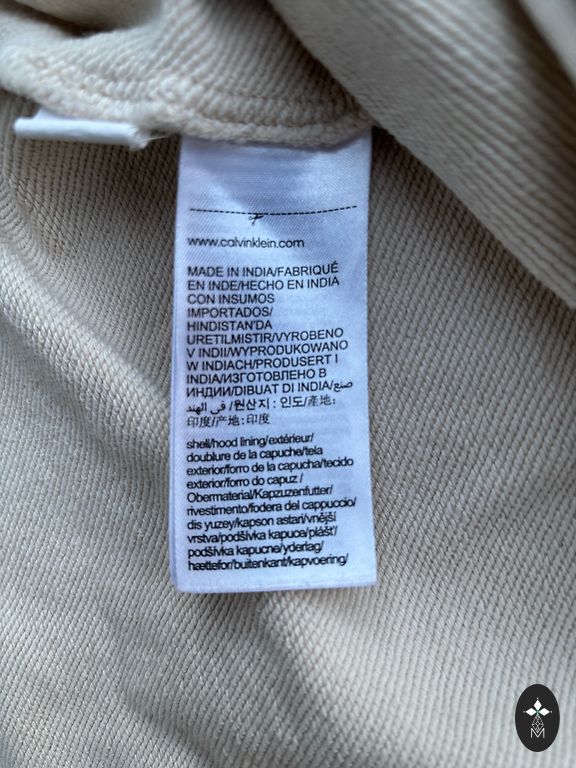 www.calvinklein.com
MADE IN INDIA/FABRIQUÉ
EN INDE/HECHO EN INDIA
CON INSUMOS
IMPORTADOS/
HINDISTAN'DA
URETILMISTIR/VYROBENO
V INDII/WYPRODUKOWANO
W INDIACH/PRODUSERT I
INDIA/ИЗГОТОВЛЕНО В
ИНДИИ/DIBUAT DI INDIA/صنع
في الهند /원산지 : 인도/產地:
印度/产地:印度
shell/hood lining/extérieur/
doublure de la capuche/tela
exterior/forro de la capucha/tecido
exterior/forro do capuz /
Obermaterial/Kapzuzenfutter/
rivestimento/fodera del cappuccio/
dis yuzey/kapson astari/vnější
vrstva/podšívka kapuce/plášť/
podšívka kapucne/yderlag/
hættefor/buitenkant/kapvoering/
M